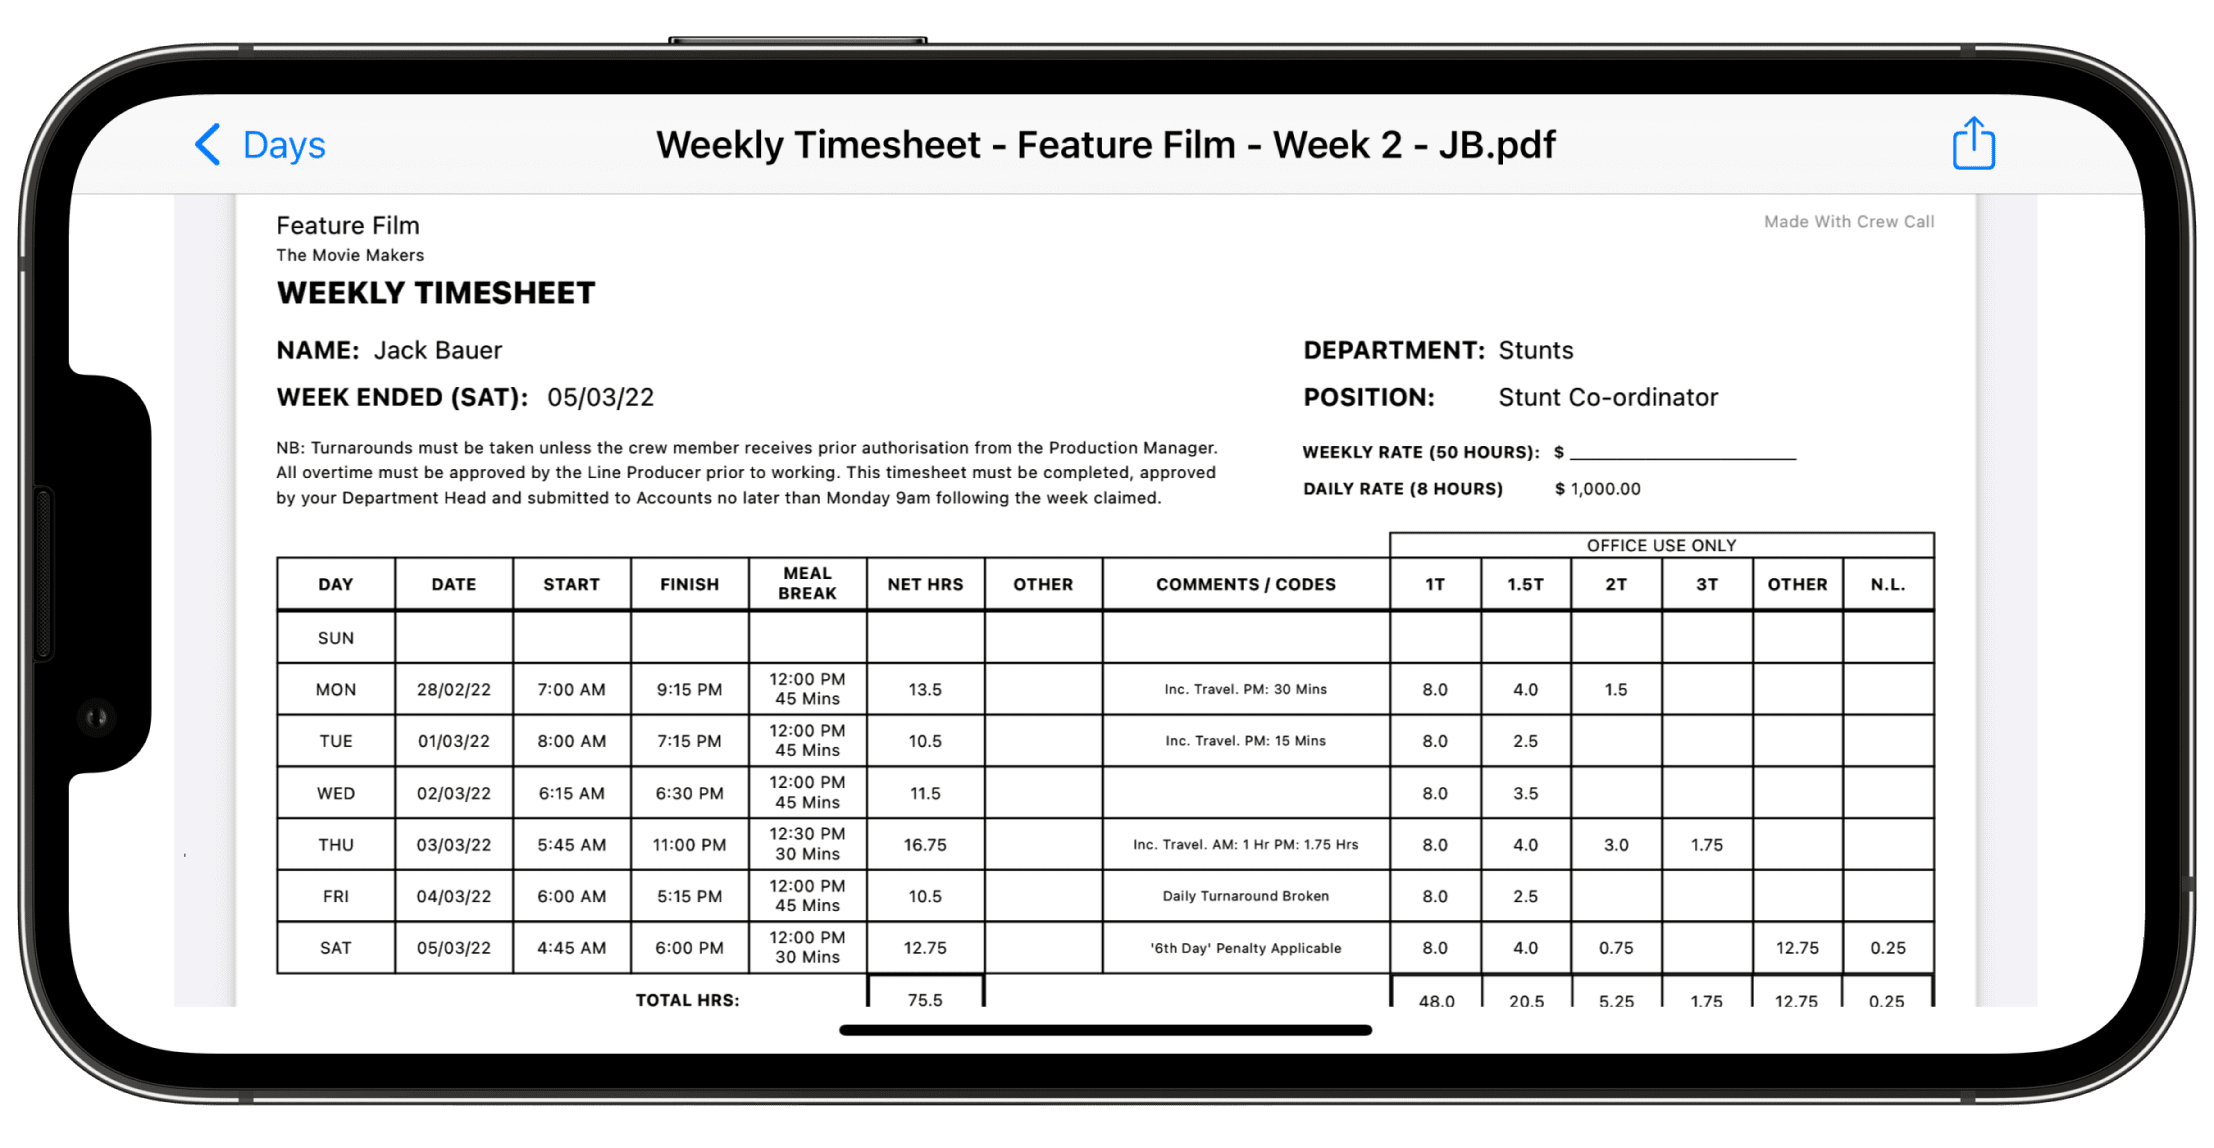 Days
Weekly Timesheet - Feature Film - Week 2 - JB.pdf
Feature Film
Made With Crew Call
The Movie Makers
WEEKLY TIMESHEET
NAME: Jack Bauer
DEPARTMENT: Stunts
WEEK ENDED (SAT): 05/03/22
POSITION: Stunt Co-ordinator
NB: Turnarounds must be taken unless the crew member receives prior authorisation from the Production Manager.
All overtime must be approved by the Line Producer prior to working. This timesheet must be completed, approved
by your Department Head and submitted to Accounts no later than Monday 9am following the week claimed.
WEEKLY RATE (50 HOURS): $ ____________________
DAILY RATE (8 HOURS) $ 1,000.00
OFFICE USE ONLY
DAY DATE START FINISH MEAL BREAK NET HRS OTHER COMMENTS / CODES 1T 1.5T 2T 3T OTHER N.L.
SUN
MON 28/02/22 7:00 AM 9:15 PM 12:00 PM 45 Mins 13.5 Inc. Travel. PM: 30 Mins 8.0 4.0 1.5
TUE 01/03/22 8:00 AM 7:15 PM 12:00 PM 45 Mins 10.5 Inc. Travel. PM: 15 Mins 8.0 2.5
WED 02/03/22 6:15 AM 6:30 PM 12:00 PM 45 Mins 11.5 8.0 3.5
THU 03/03/22 5:45 AM 11:00 PM 12:30 PM 30 Mins 16.75 Inc. Travel. AM: 1 Hr PM: 1.75 Hrs 8.0 4.0 3.0 1.75
FRI 04/03/22 6:00 AM 5:15 PM 12:00 PM 45 Mins 10.5 Daily Turnaround Broken 8.0 2.5
SAT 05/03/22 4:45 AM 6:00 PM 12:00 PM 30 Mins 12.75 '6th Day' Penalty Applicable 8.0 4.0 0.75 12.75 0.25
TOTAL HRS: 75.5 48.0 20.5 5.25 1.75 12.75 0.25